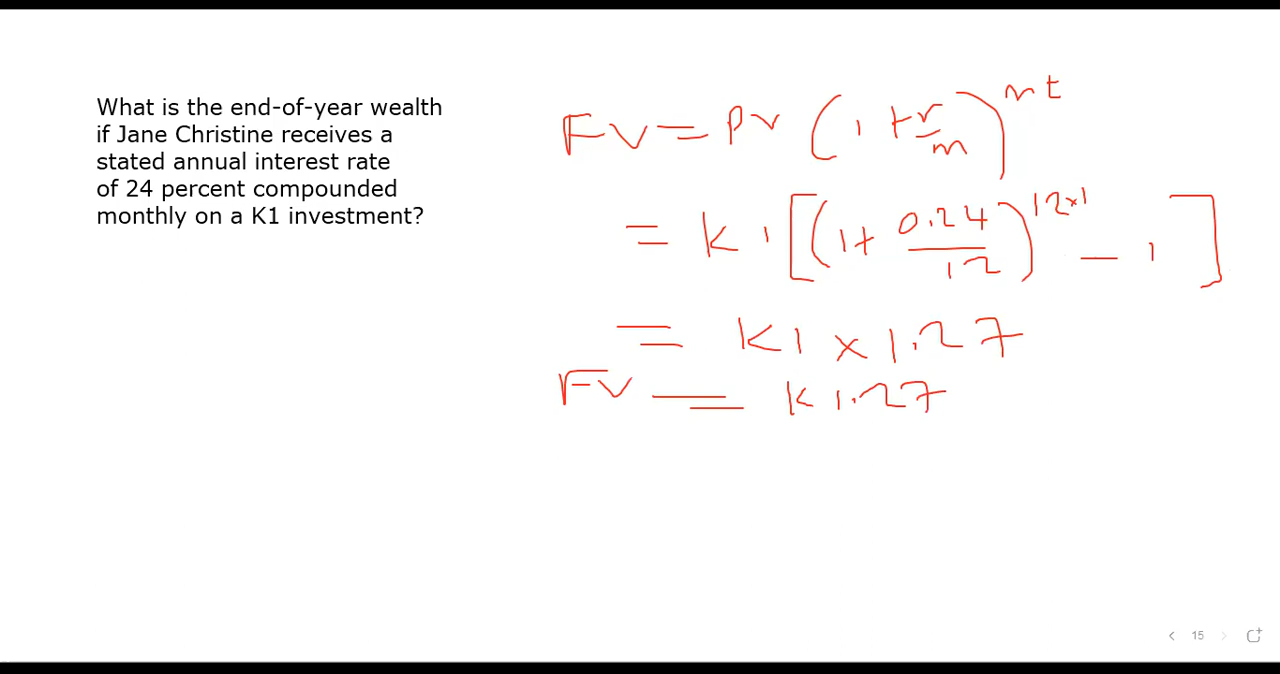 What is the end-of-year wealth
if Jane Christine receives a
stated annual interest rate
of 24 percent compounded
monthly on a K1 investment?
FV = PV (1 + r/m)^mt
= K1 [(1 + 0.24/12)^12×1 - 1]
= K1 × 1.27
FV = K1.27
< 15 >